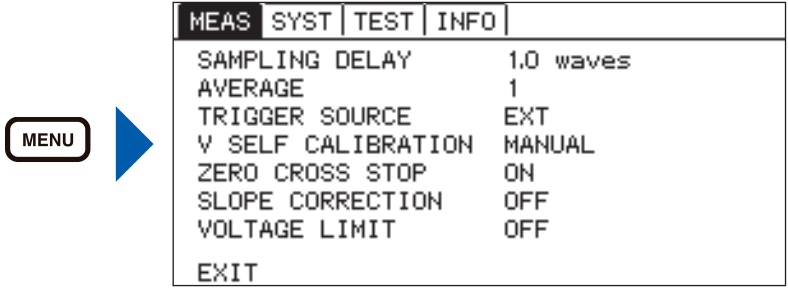 MENU
MEAS SYST TEST INFO
SAMPLING DELAY 1.0 waves
AVERAGE 1
TRIGGER SOURCE EXT
V SELF CALIBRATION MANUAL
ZERO CROSS STOP ON
SLOPE CORRECTION OFF
VOLTAGE LIMIT OFF
EXIT